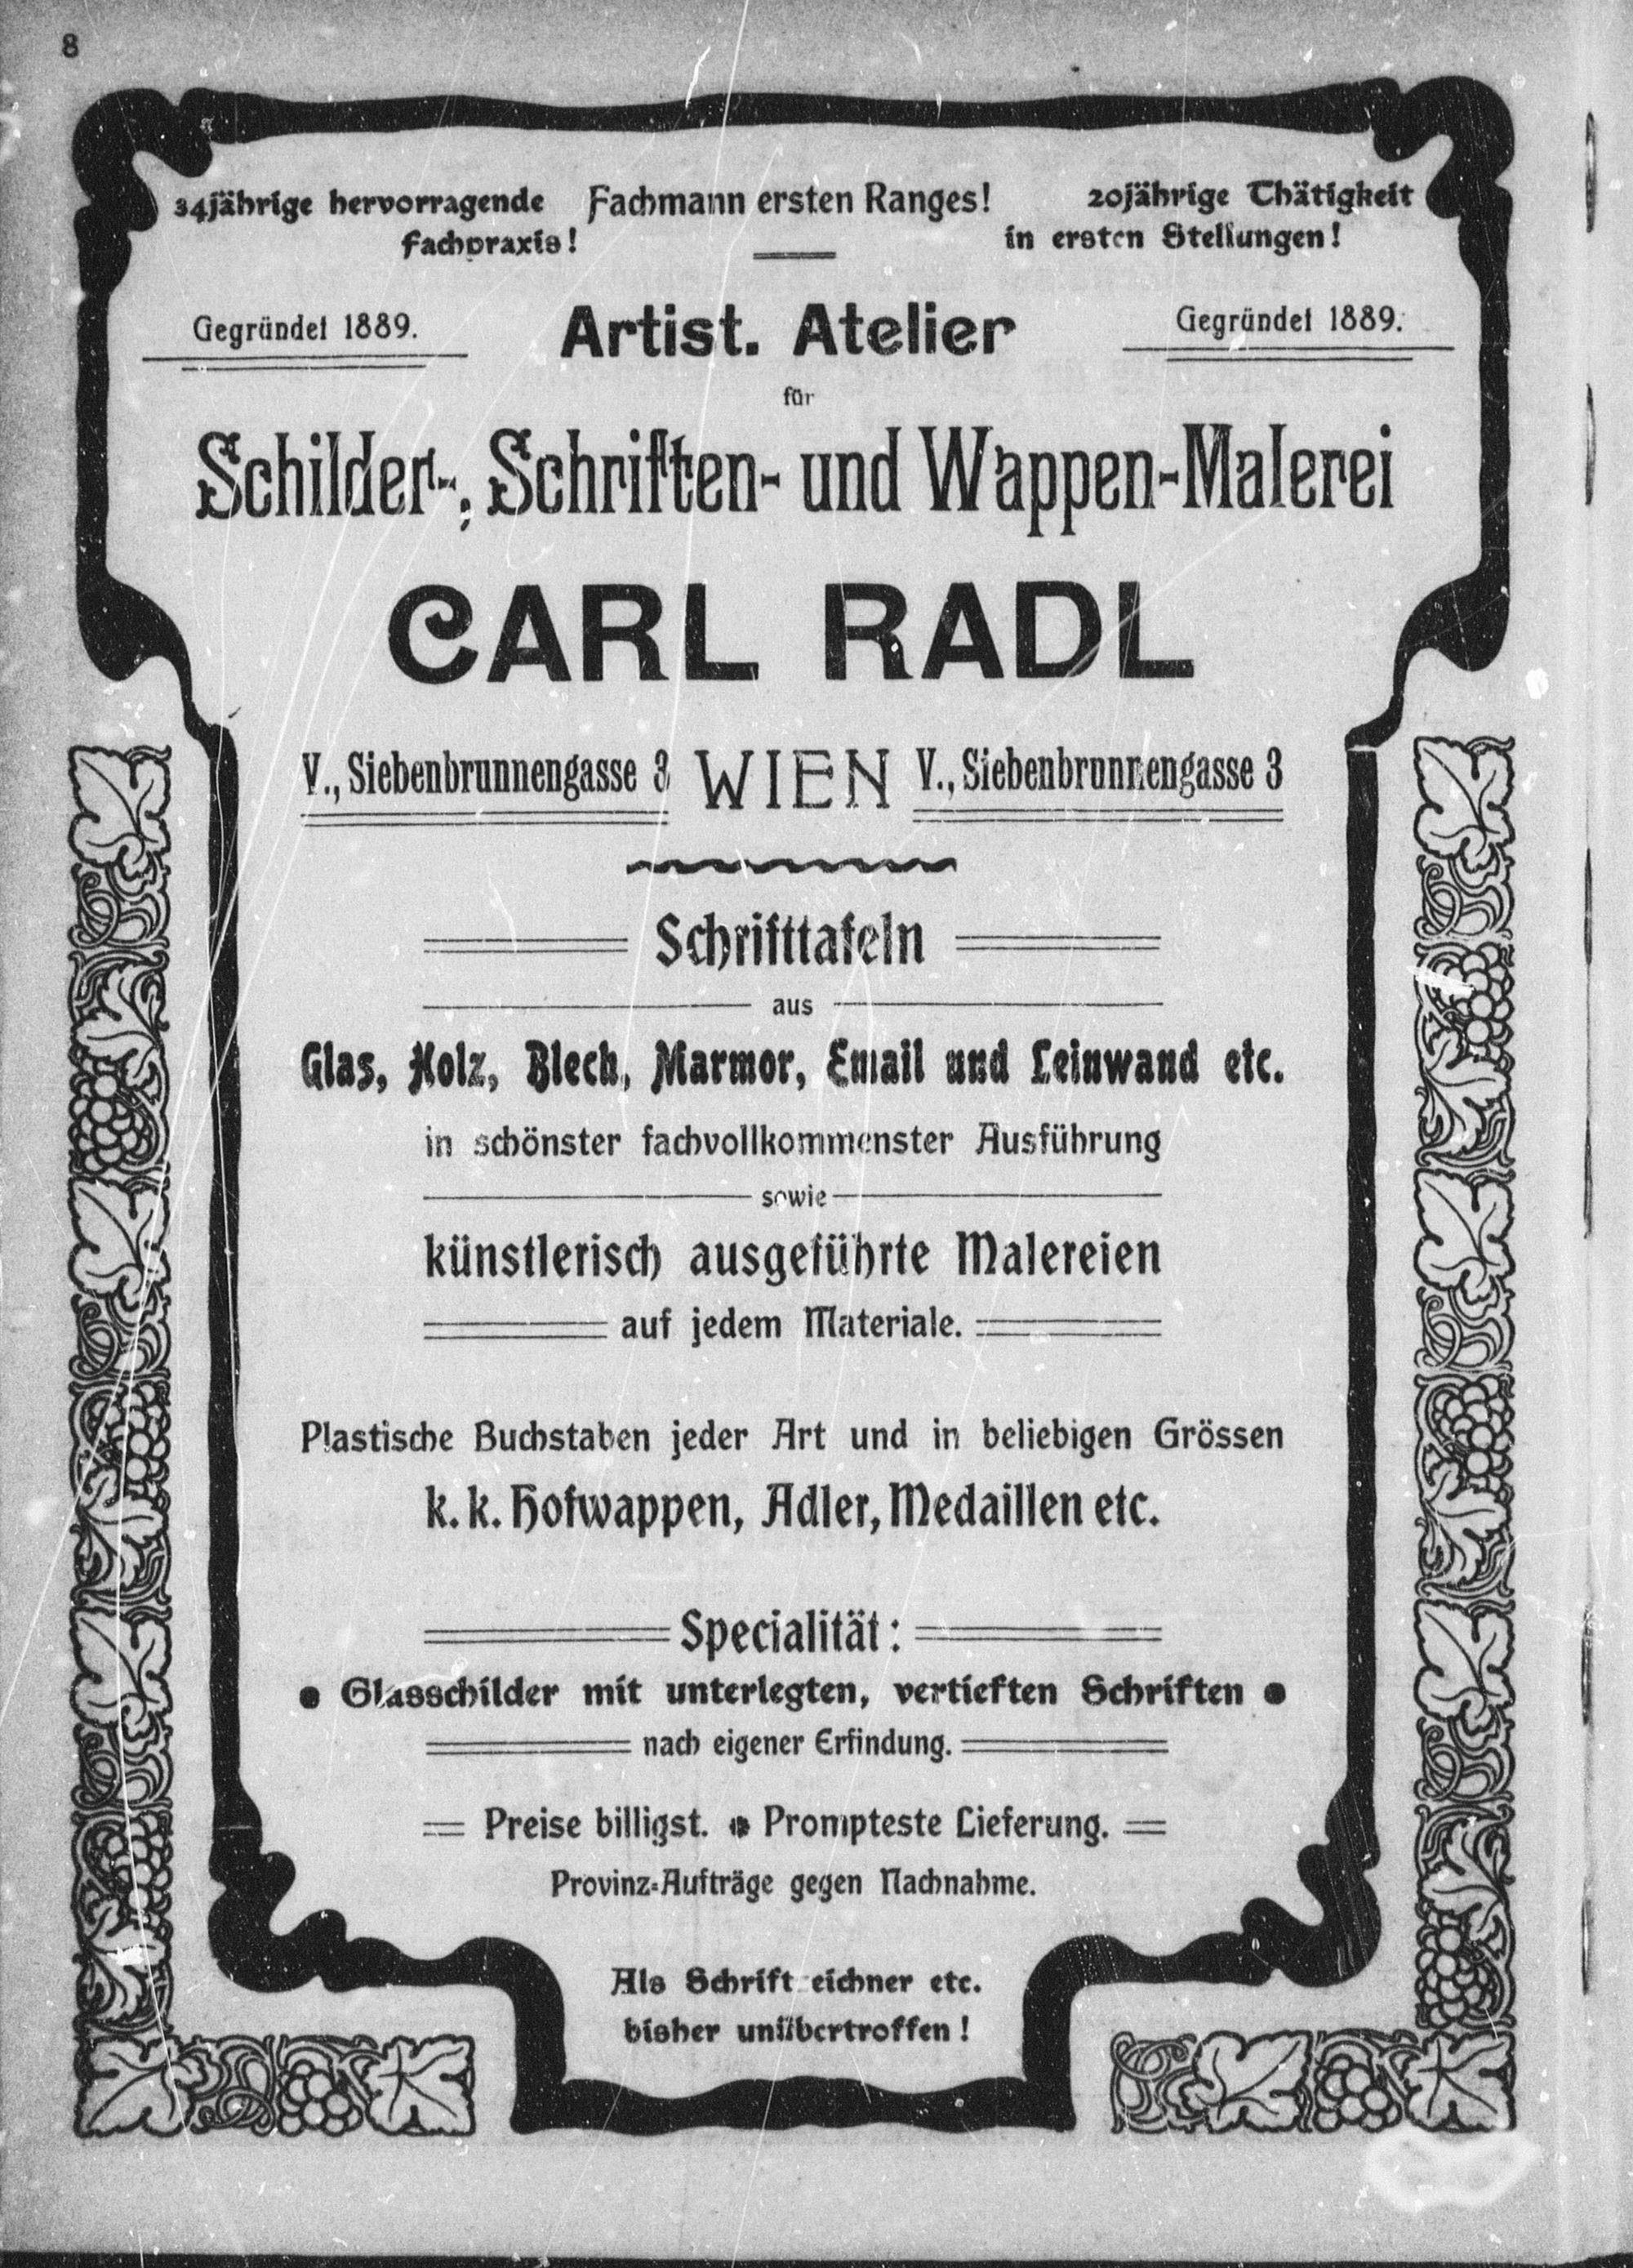 8
34jährige hervorragende Fachpraxis!
Fachmann ersten Ranges!
20jährige Thätigkeit in ersten Stellungen!
Gegründet 1889.
Artist. Atelier
Gegründet 1889.
für
Schilder-, Schriften- und Wappen-Malerei
CARL RADL
V., Siebenbrunnengasse 3 WIEN V., Siebenbrunnengasse 3
Schrifttafeln
aus
Glas, Holz, Blech, Marmor, Email und Leinwand etc.
in schönster fachvollkommenster Ausführung
sowie
künstlerisch ausgeführte Malereien
auf jedem Materiale.
Plastische Buchstaben jeder Art und in beliebigen Grössen
k. k. Hofwappen, Adler, Medaillen etc.
Specialität:
Glasschilder mit unterlegten, vertieften Schriften
nach eigener Erfindung.
Preise billigst. Prompteste Lieferung.
Provinz-Aufträge gegen Nachnahme.
Als Schriftzeichner etc.
bisher unübertroffen!